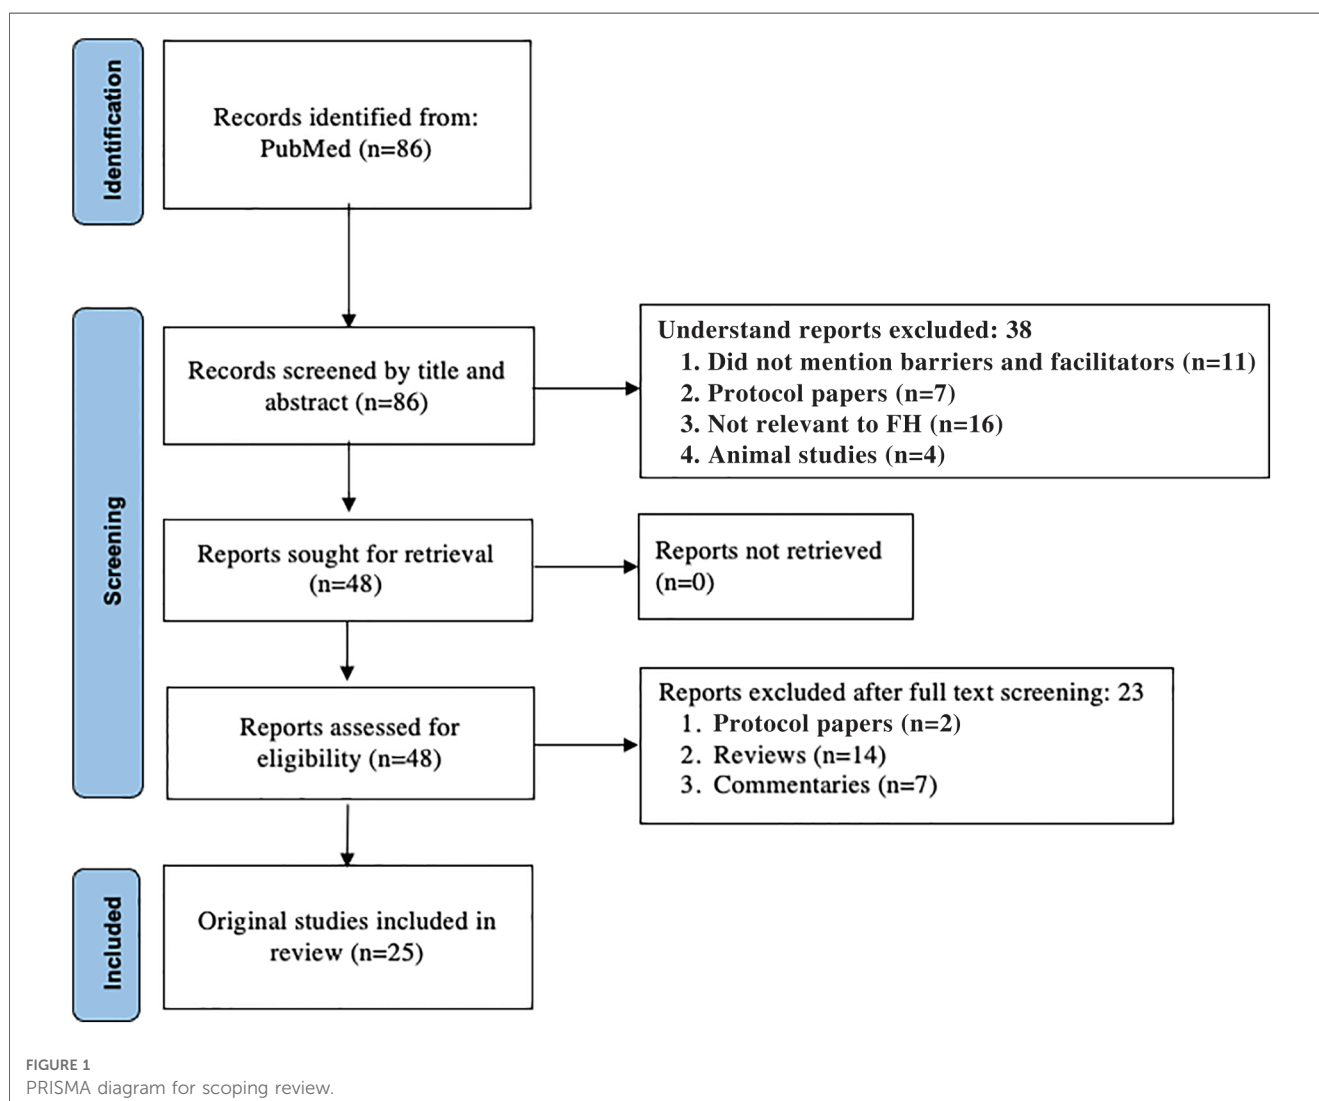 Identification
Records identified from:
PubMed (n=86)
Screening
Records screened by title and
abstract (n=86)
Understand reports excluded: 38
1. Did not mention barriers and facilitators (n=11)
2. Protocol papers (n=7)
3. Not relevant to FH (n=16)
4. Animal studies (n=4)
Reports sought for retrieval
(n=48)
Reports not retrieved
(n=0)
Reports assessed for
eligibility (n=48)
Reports excluded after full text screening: 23
1. Protocol papers (n=2)
2. Reviews (n=14)
3. Commentaries (n=7)
Included
Original studies included in
review (n=25)
FIGURE 1
PRISMA diagram for scoping review.